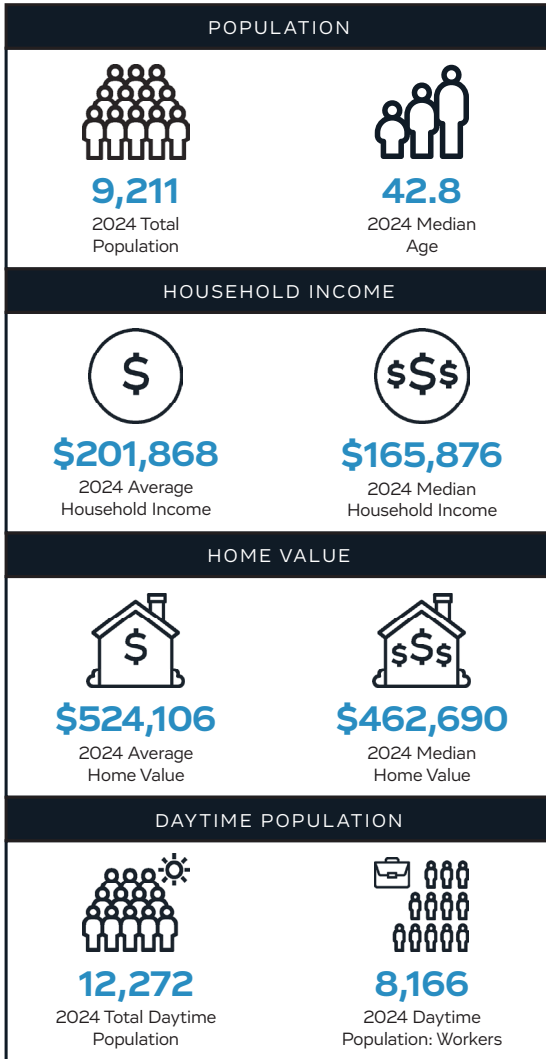 POPULATION
9,211
2024 Total
Population
42.8
2024 Median
Age
HOUSEHOLD INCOME
$
$201,868
2024 Average
Household Income
$$$
$165,876
2024 Median
Household Income
HOME VALUE
$
$524,106
2024 Average
Home Value
$$$
$462,690
2024 Median
Home Value
DAYTIME POPULATION
12,272
2024 Total Daytime
Population
8,166
2024 Daytime
Population: Workers